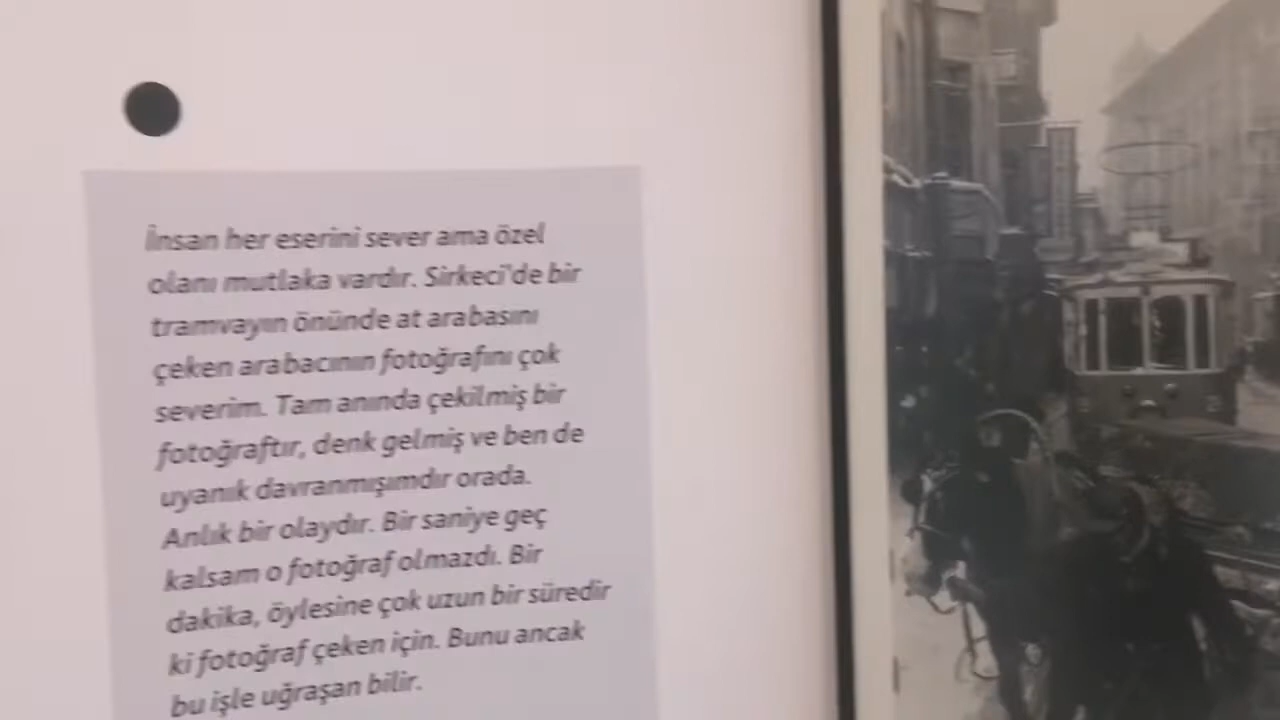 İnsan her eserini sever ama özel
olanı mutlaka vardır. Sirkeci'de bir
tramvayın önünde at arabasını
çeken arabacının fotoğrafını çok
severim. Tam anında çekilmiş bir
fotoğraftır, denk gelmiş ve ben de
uyanık davranmışımdır orada.
Anlık bir olaydır. Bir saniye geç
kalsam o fotoğraf olmazdı. Bir
dakika, öylesine çok uzun bir süredir
ki fotoğraf çeken için. Bunu ancak
bu işle uğraşan bilir.